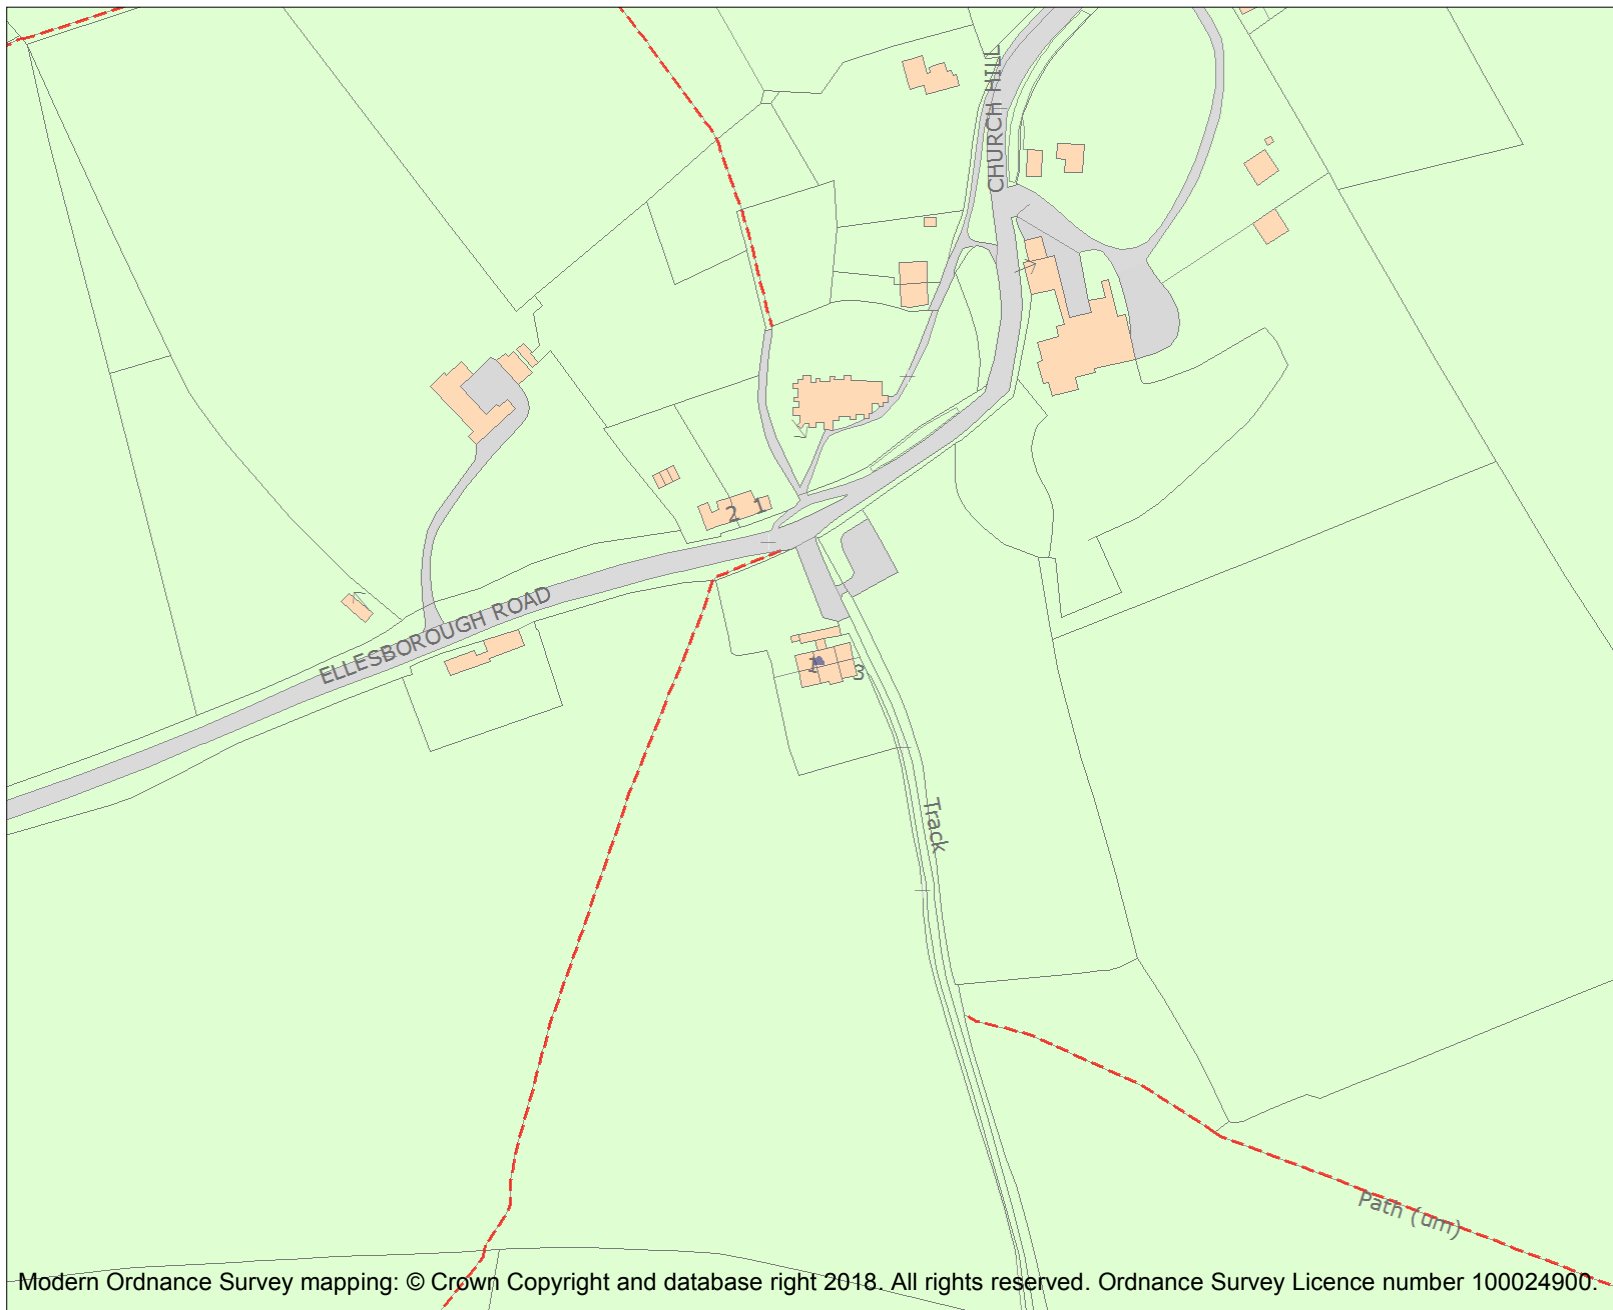 CHURCH HILL
2 1
ELLESBOROUGH ROAD
1
3
Track
Path (um)
Modern Ordnance Survey mapping: © Crown Copyright and database right 2018. All rights reserved. Ordnance Survey Licence number 100024900.